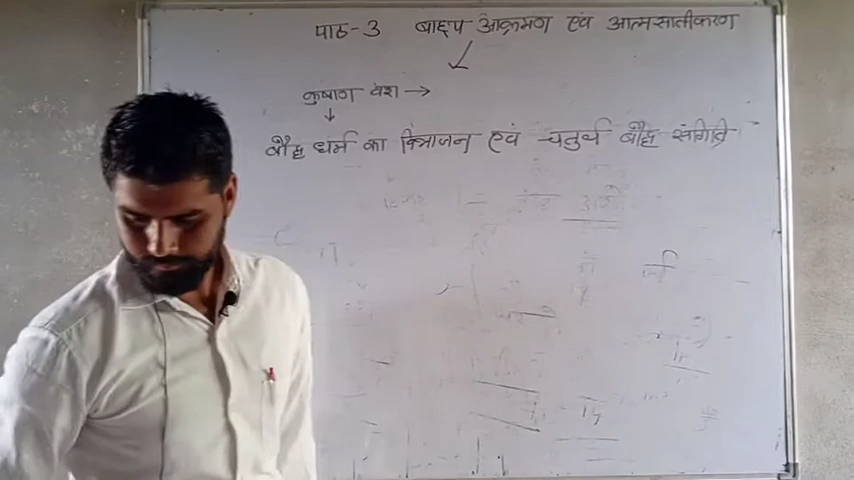 पाठ-3 बाह्य आक्रमण एवं आत्मसातीकरण
कुषाण वंश →
बौद्ध धर्म का विभाजन एवं चतुर्थ बौद्ध संगीति